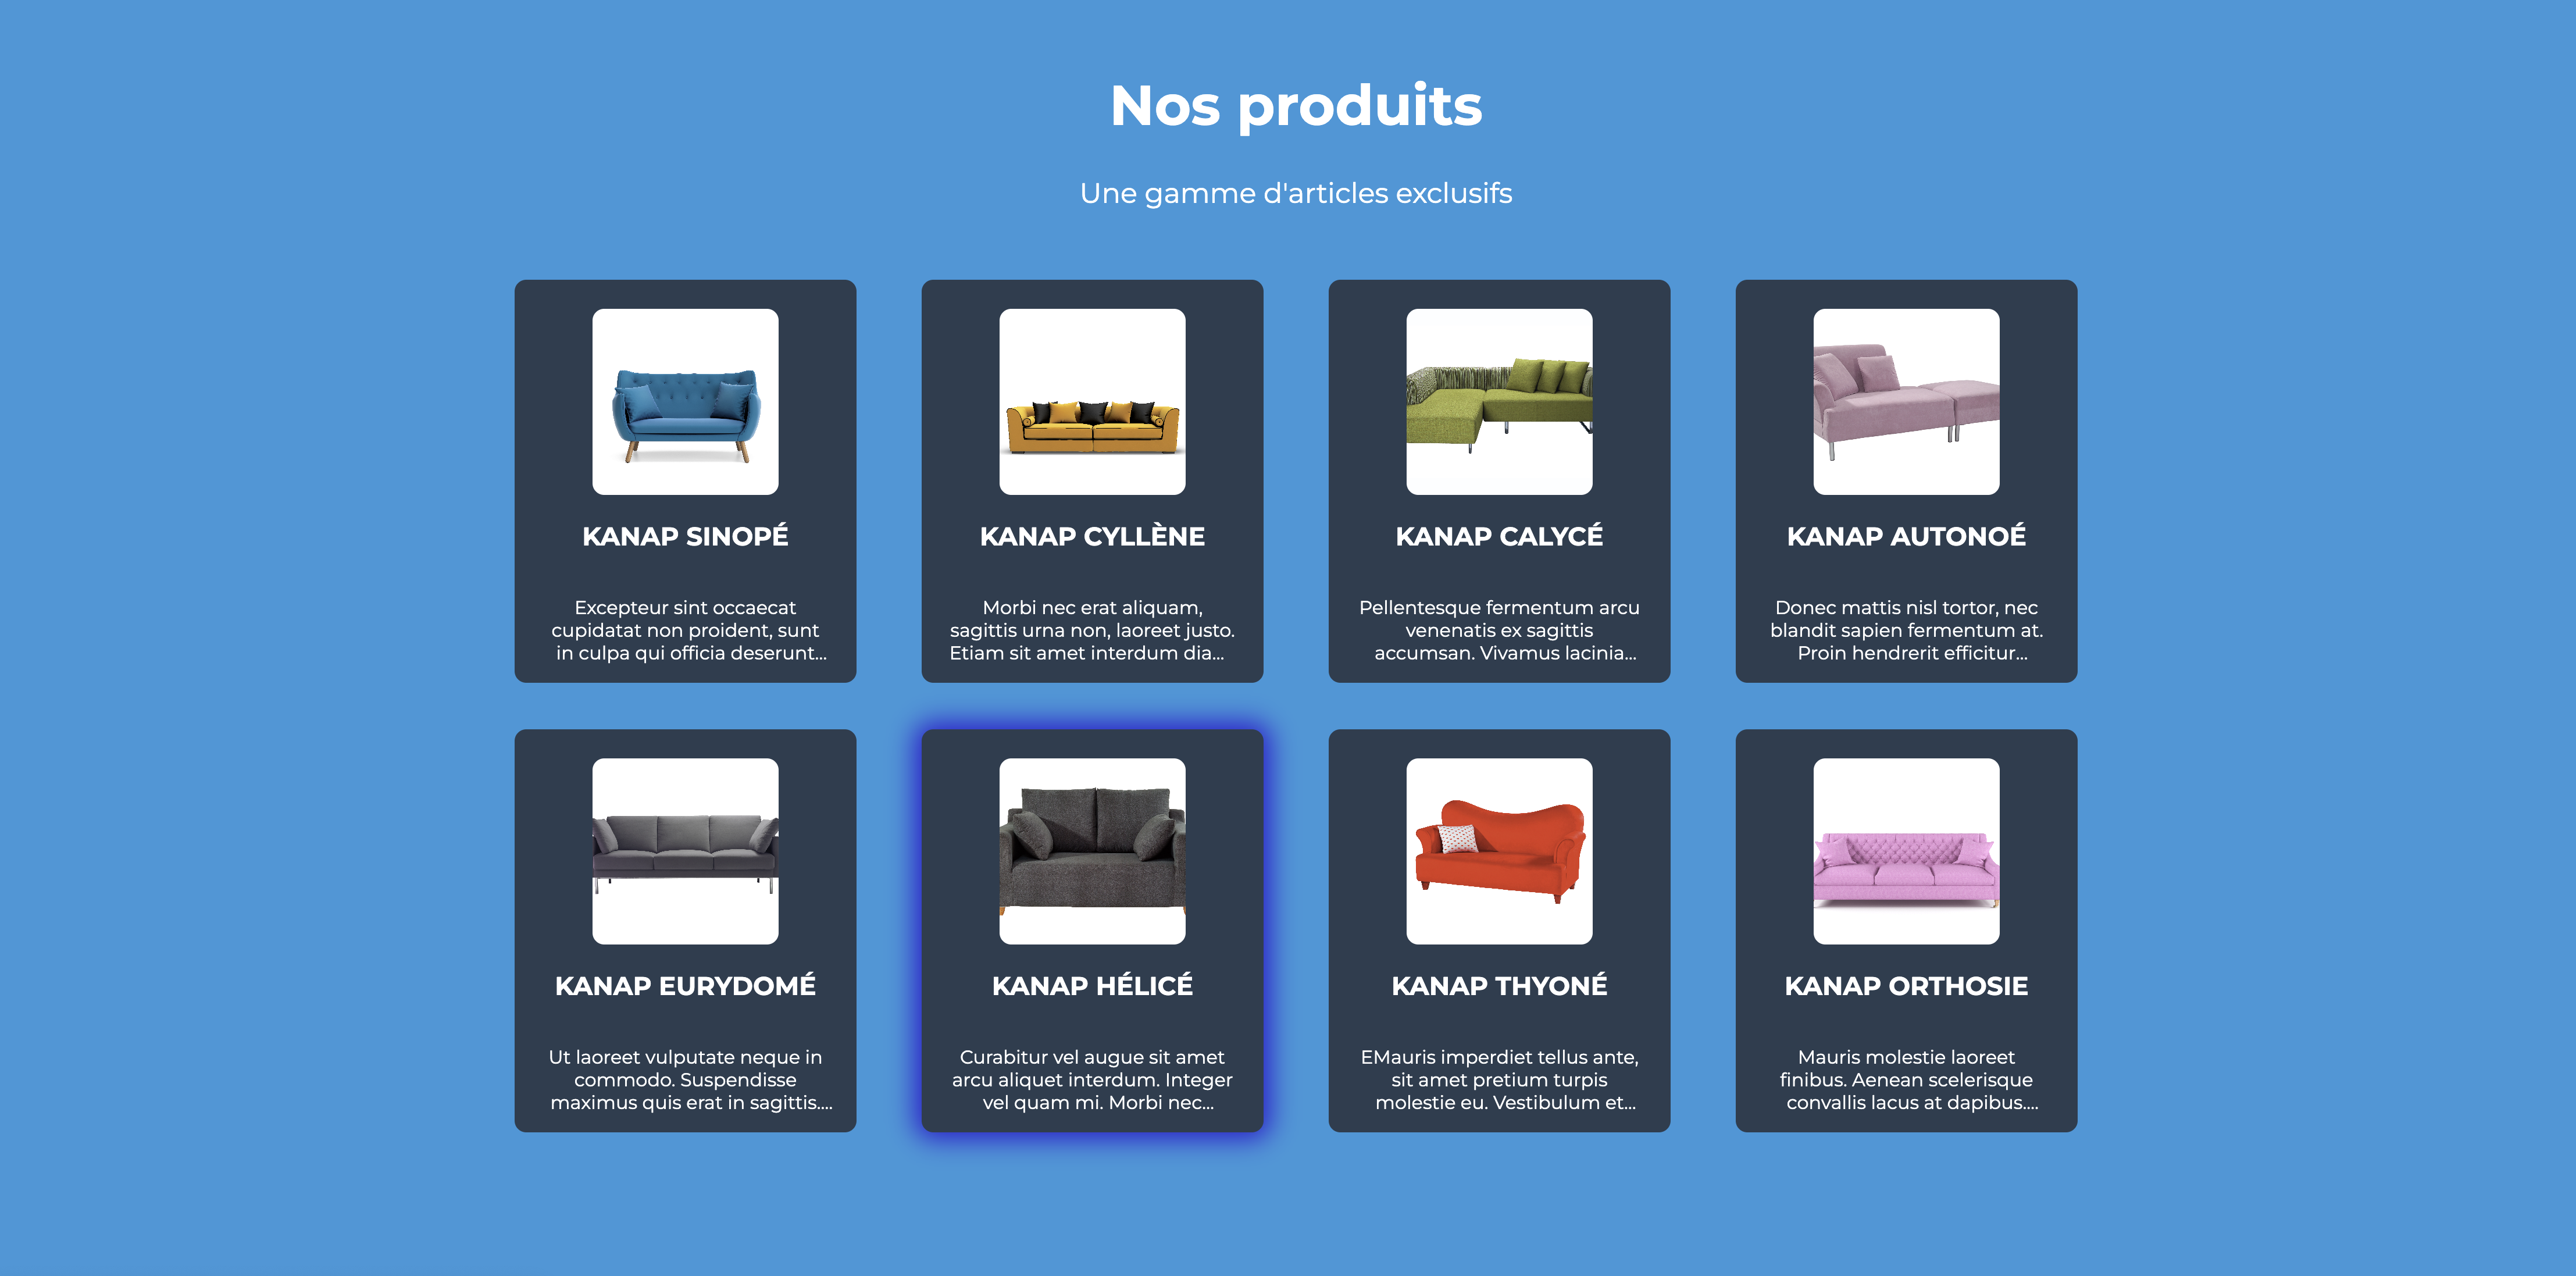 Nos produits
Une gamme d'articles exclusifs
KANAP SINOPÉ
Excepteur sint occaecat
cupidatat non proident, sunt
in culpa qui officia deserunt...
KANAP CYLLÈNE
Morbi nec erat aliquam,
sagittis urna non, laoreet justo.
Etiam sit amet interdum dia...
KANAP CALYCÉ
Pellentesque fermentum arcu
venenatis ex sagittis
accumsan. Vivamus lacinia...
KANAP AUTONOÉ
Donec mattis nisl tortor, nec
blandit sapien fermentum at.
Proin hendrerit efficitur...
KANAP EURYDOMÉ
Ut laoreet vulputate neque in
commodo. Suspendisse
maximus quis erat in sagittis....
KANAP HÉLICÉ
Curabitur vel augue sit amet
arcu aliquet interdum. Integer
vel quam mi. Morbi nec...
KANAP THYONÉ
EMauris imperdiet tellus ante,
sit amet pretium turpis
molestie eu. Vestibulum et...
KANAP ORTHOSIE
Mauris molestie laoreet
finibus. Aenean scelerisque
convallis lacus at dapibus....